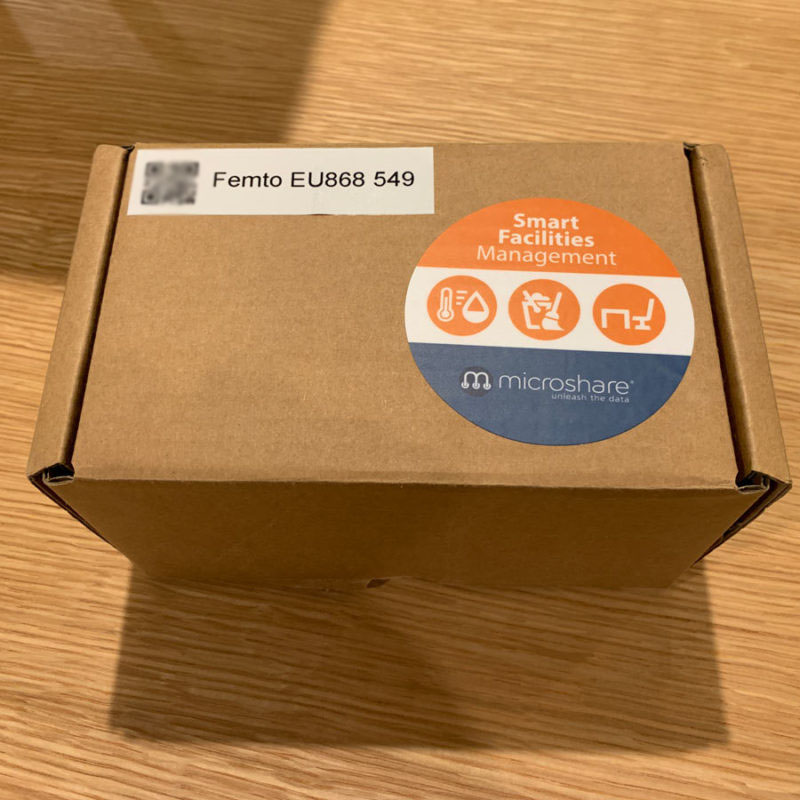 Femto EU868 549
Smart
Facilities
Management
microshare®
unleash the data